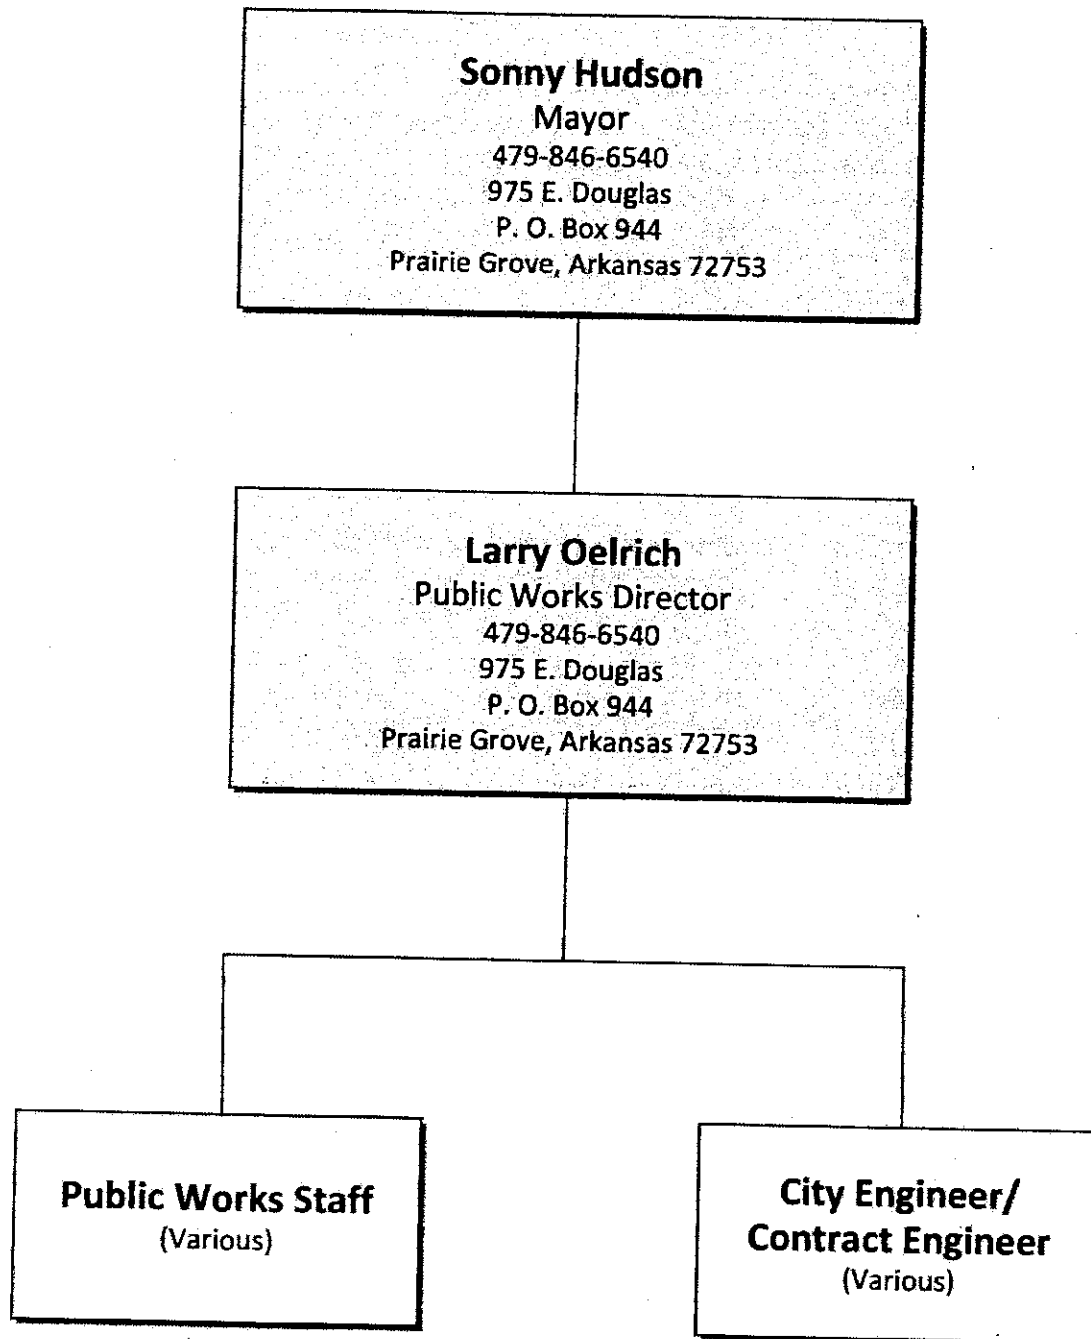 Sonny Hudson
Mayor
479-846-6540
975 E. Douglas
P. O. Box 944
Prairie Grove, Arkansas 72753
Larry Oelrich
Public Works Director
479-846-6540
975 E. Douglas
P. O. Box 944
Prairie Grove, Arkansas 72753
Public Works Staff
(Various)
City Engineer/
Contract Engineer
(Various)